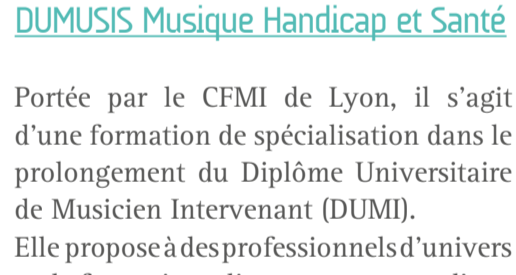 DUMUSIS Musique Handicap et Santé
Portée par le CFMI de Lyon, il s’agit
d’une formation de spécialisation dans le
prolongement du Diplôme Universitaire
de Musicien Intervenant (DUMI).
Elle propose à des professionnels d’univers